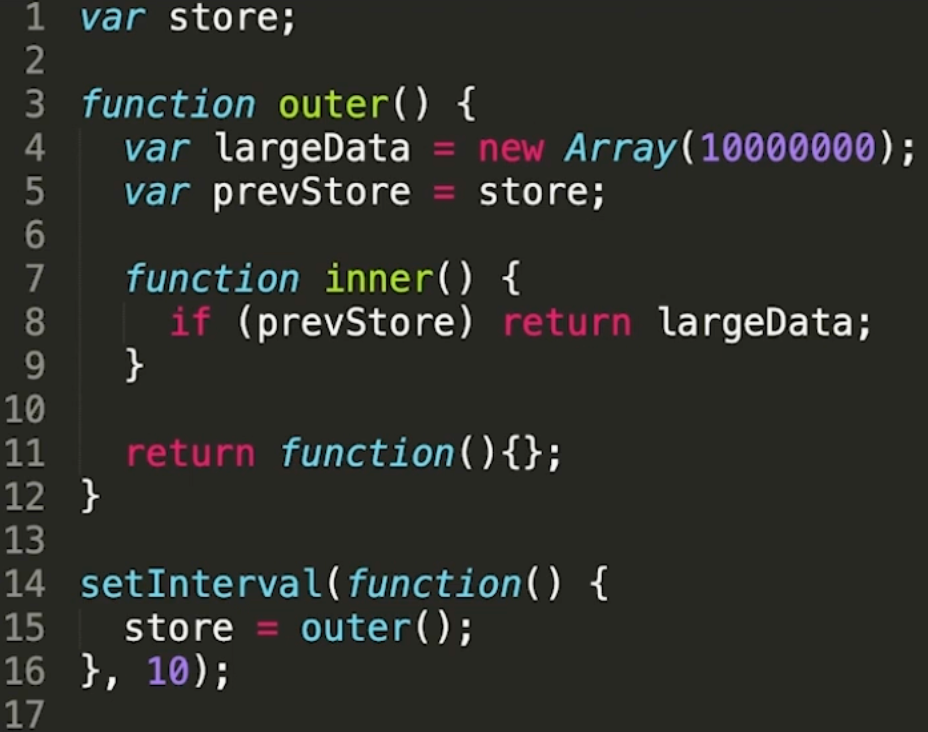 1 var store;
2
3 function outer() {
4   var largeData = new Array(10000000);
5   var prevStore = store;
6
7   function inner() {
8     if (prevStore) return largeData;
9   }
10
11   return function(){};
12 }
13
14 setInterval(function() {
15   store = outer();
16 }, 10);
17